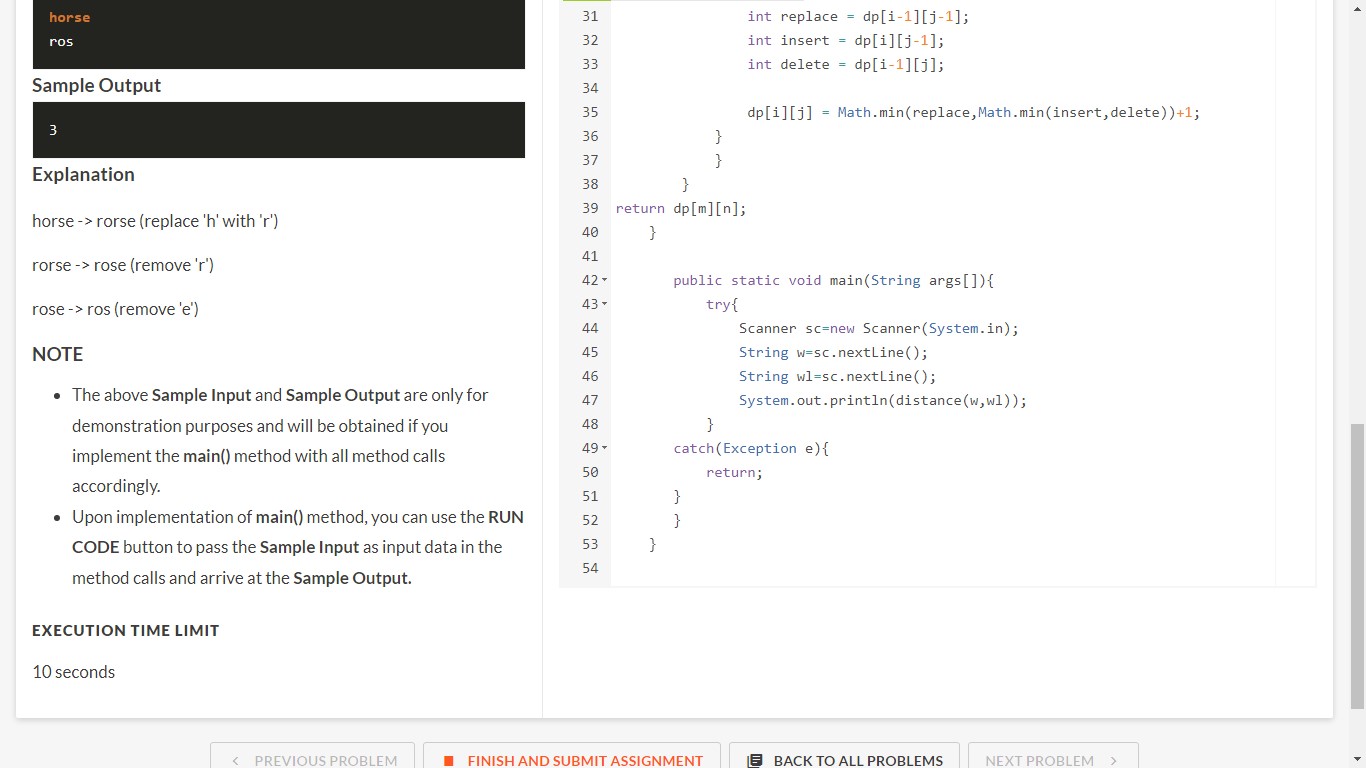 horse
ros
Sample Output
3
Explanation
horse -> rorse (replace 'h' with 'r')
rorse -> rose (remove 'r')
rose -> ros (remove 'e')
NOTE
• The above Sample Input and Sample Output are only for
demonstration purposes and will be obtained if you
implement the main() method with all method calls
accordingly.
• Upon implementation of main() method, you can use the RUN
CODE button to pass the Sample Input as input data in the
method calls and arrive at the Sample Output.
EXECUTION TIME LIMIT
10 seconds
31 int replace = dp[i-1][j-1];
32 int insert = dp[i][j-1];
33 int delete = dp[i-1][j];
34
35 dp[i][j] = Math.min(replace,Math.min(insert,delete))+1;
36 }
37 }
38 }
39 return dp[m][n];
40 }
41
42 public static void main(String args[]){
43 try{
44 Scanner sc=new Scanner(System.in);
45 String w=sc.nextLine();
46 String wl=sc.nextLine();
47 System.out.println(distance(w,wl));
48 }
49 catch(Exception e){
50 return;
51 }
52 }
53 }
54
< PREVIOUS PROBLEM
FINISH AND SUBMIT ASSIGNMENT
BACK TO ALL PROBLEMS
NEXT PROBLEM >